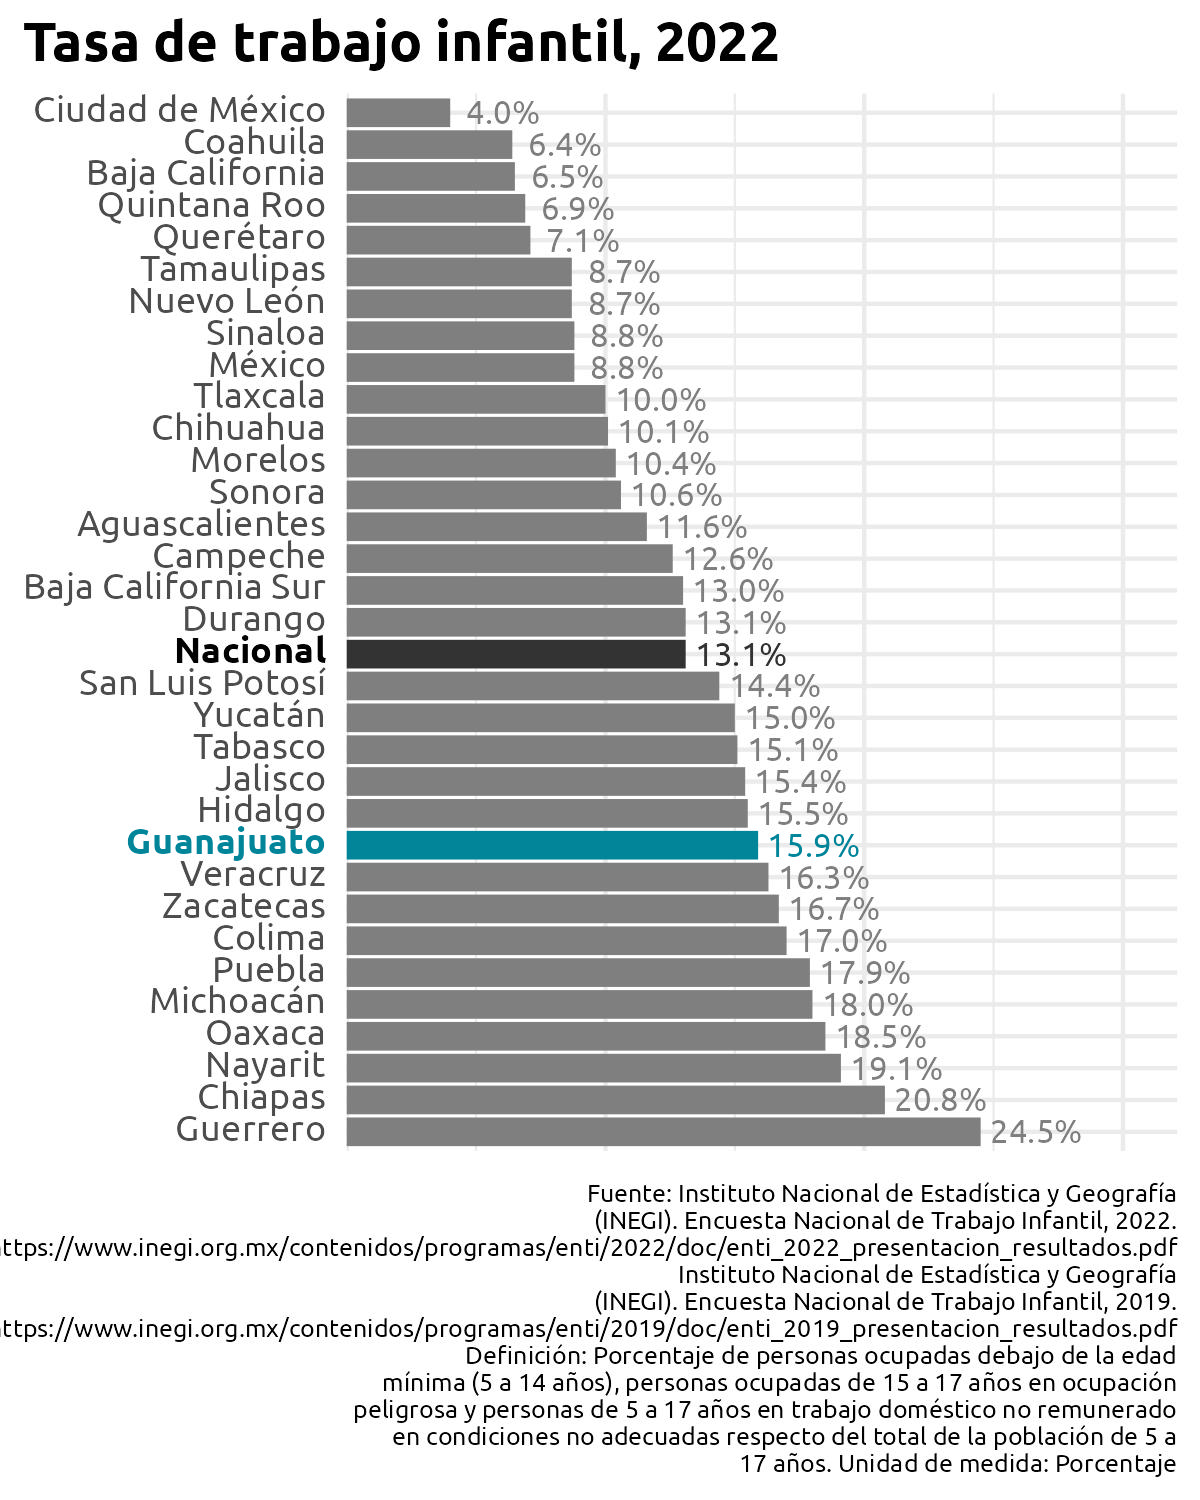 Tasa de trabajo infantil, 2022
Ciudad de México 4.0%
Coahuila 6.4%
Baja California 6.5%
Quintana Roo 6.9%
Querétaro 7.1%
Tamaulipas 8.7%
Nuevo León 8.7%
Sinaloa 8.8%
México 8.8%
Tlaxcala 10.0%
Chihuahua 10.1%
Morelos 10.4%
Sonora 10.6%
Aguascalientes 11.6%
Campeche 12.6%
Baja California Sur 13.0%
Durango 13.1%
Nacional 13.1%
San Luis Potosí 14.4%
Yucatán 15.0%
Tabasco 15.1%
Jalisco 15.4%
Hidalgo 15.5%
Guanajuato 15.9%
Veracruz 16.3%
Zacatecas 16.7%
Colima 17.0%
Puebla 17.9%
Michoacán 18.0%
Oaxaca 18.5%
Nayarit 19.1%
Chiapas 20.8%
Guerrero 24.5%
Fuente: Instituto Nacional de Estadística y Geografía
(INEGI). Encuesta Nacional de Trabajo Infantil, 2022.
ttps://www.inegi.org.mx/contenidos/programas/enti/2022/doc/enti_2022_presentacion_resultados.pdf
Instituto Nacional de Estadística y Geografía
(INEGI). Encuesta Nacional de Trabajo Infantil, 2019.
ttps://www.inegi.org.mx/contenidos/programas/enti/2019/doc/enti_2019_presentacion_resultados.pdf
Definición: Porcentaje de personas ocupadas debajo de la edad
mínima (5 a 14 años), personas ocupadas de 15 a 17 años en ocupación
peligrosa y personas de 5 a 17 años en trabajo doméstico no remunerado
en condiciones no adecuadas respecto del total de la población de 5 a
17 años. Unidad de medida: Porcentaje